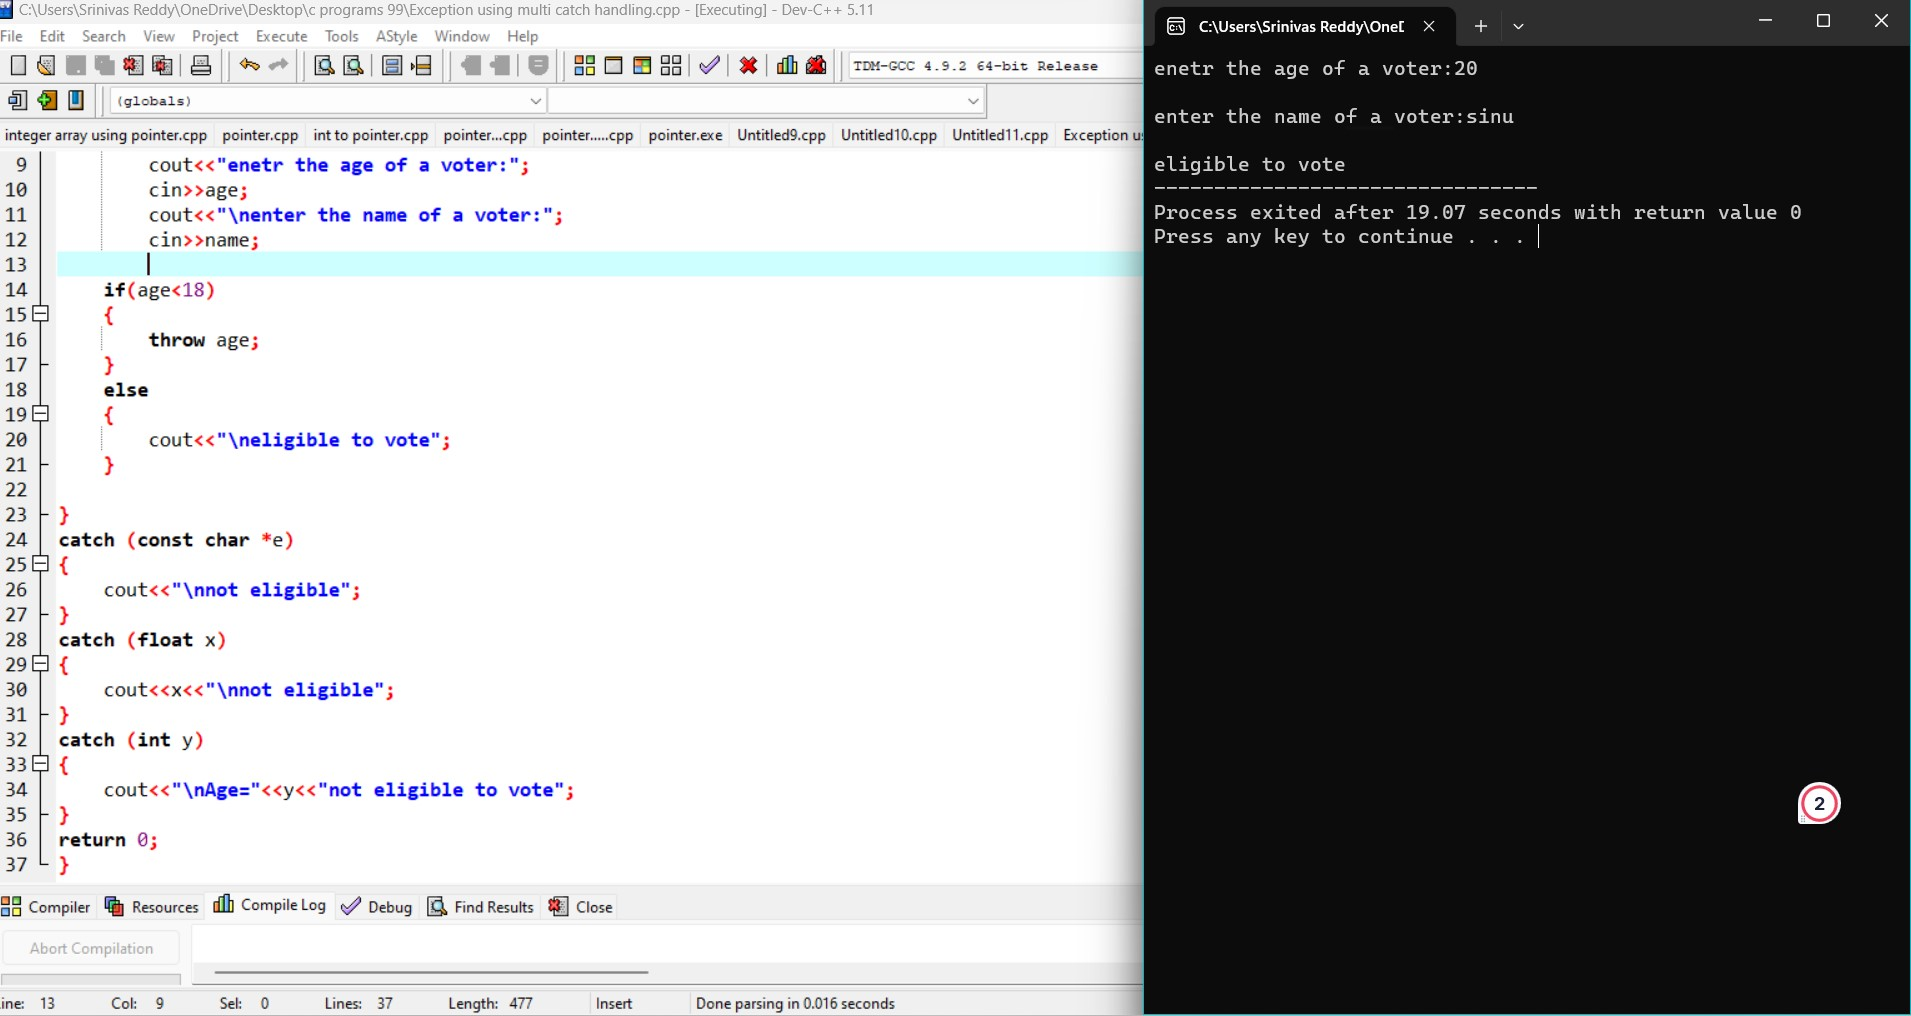 C:\Users\Srinivas Reddy\OneDrive\Desktop\c programs 99\Exception using multi catch handling.cpp - [Executing] - Dev-C++ 5.11
File Edit Search View Project Execute Tools AStyle Window Help
TDM-GCC 4.9.2 64-bit Release
(globals)
integer array using pointer.cpp pointer.cpp int to pointer.cpp pointer...cpp pointer.....cpp pointer.exe Untitled9.cpp Untitled10.cpp Untitled11.cpp Exception us
9 cout<<"enetr the age of a voter:";
10 cin>>age;
11 cout<<"\nenter the name of a voter:";
12 cin>>name;
13
14 if(age<18)
15 {
16 throw age;
17 }
18 else
19 {
20 cout<<"\neligible to vote";
21 }
22
23 }
24 catch (const char *e)
25 {
26 cout<<"\nnot eligible";
27 }
28 catch (float x)
29 {
30 cout<<x<<"\nnot eligible";
31 }
32 catch (int y)
33 {
34 cout<<"\nAge="<<y<<"not eligible to vote";
35 }
36 return 0;
37 }
Compiler Resources Compile Log Debug Find Results Close
Abort Compilation
ine: 13 Col: 9 Sel: 0 Lines: 37 Length: 477 Insert Done parsing in 0.016 seconds
C:\Users\Srinivas Reddy\OneD
enetr the age of a voter:20
enter the name of a voter:sinu
eligible to vote
--------------------------------
Process exited after 19.07 seconds with return value 0
Press any key to continue . . .
2